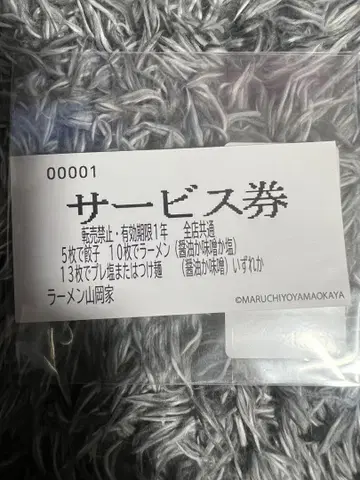 00001
サービス券
転売禁止・有効期限1年 全店共通
5枚で餃子 10枚でラーメン(醤油か味噌か塩)
13枚でプレ塩またはつけ麺 (醤油か味噌)いずれか
ラーメン山岡家
©MARUCHIYOYAMAOKAYA